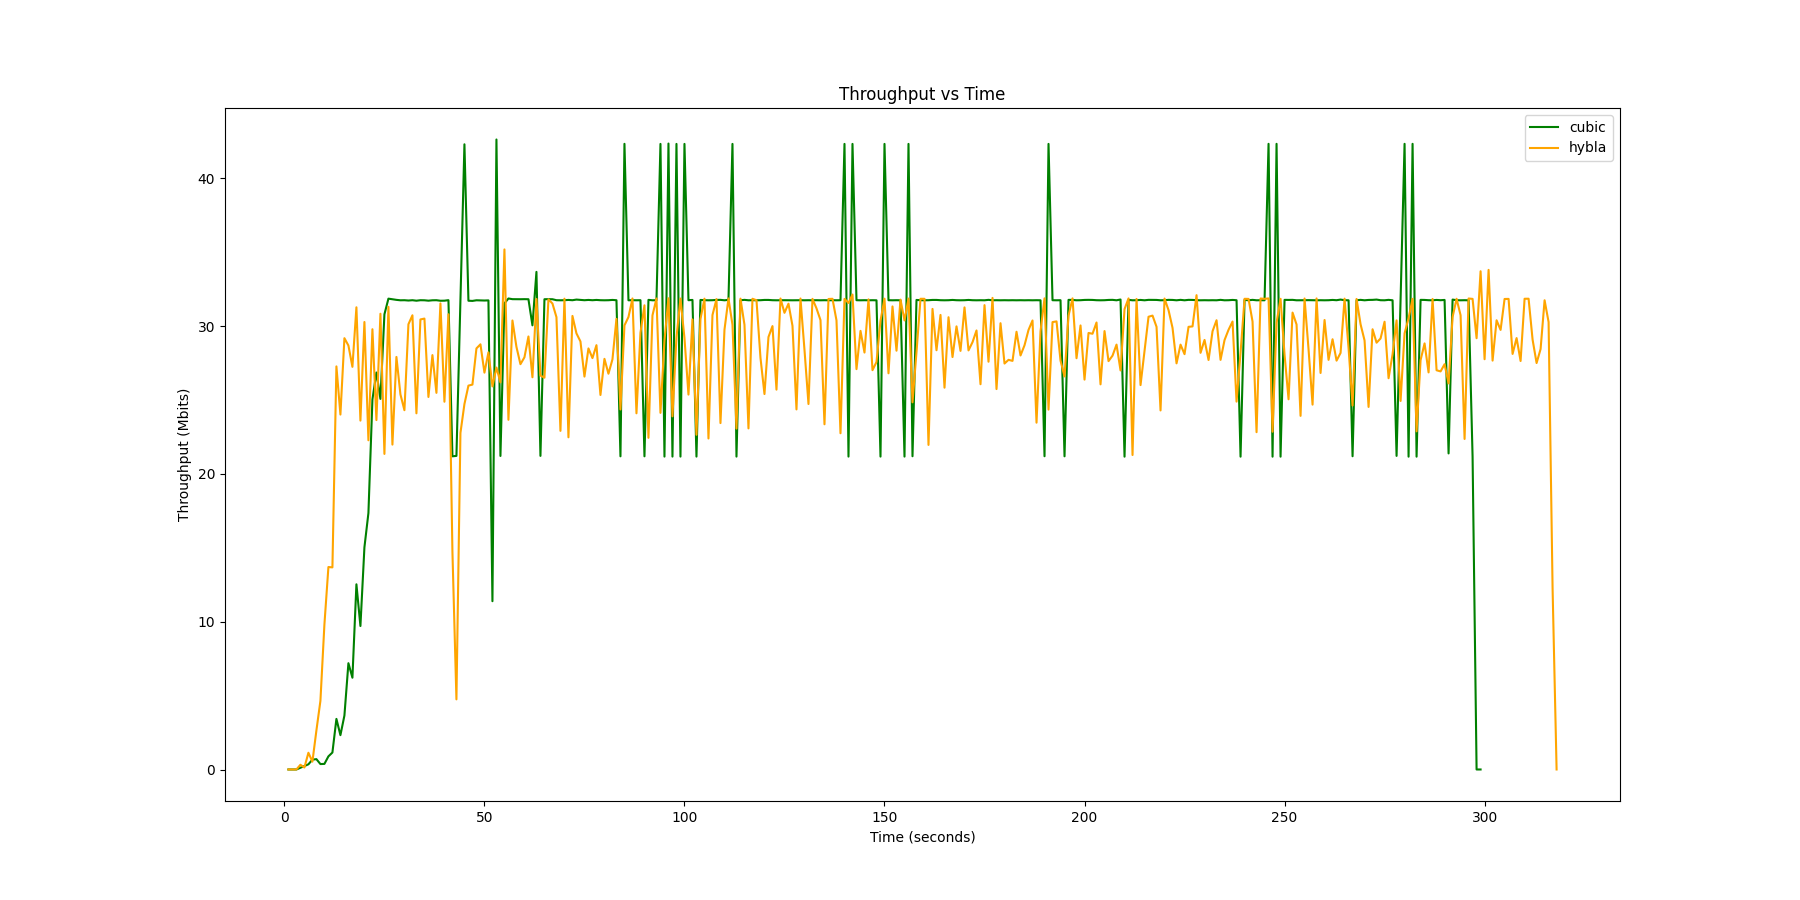 Throughput vs Time
cubic
hybla
Throughput (Mbits)
40
30
20
10
0
0 50 100 150 200 250 300
Time (seconds)